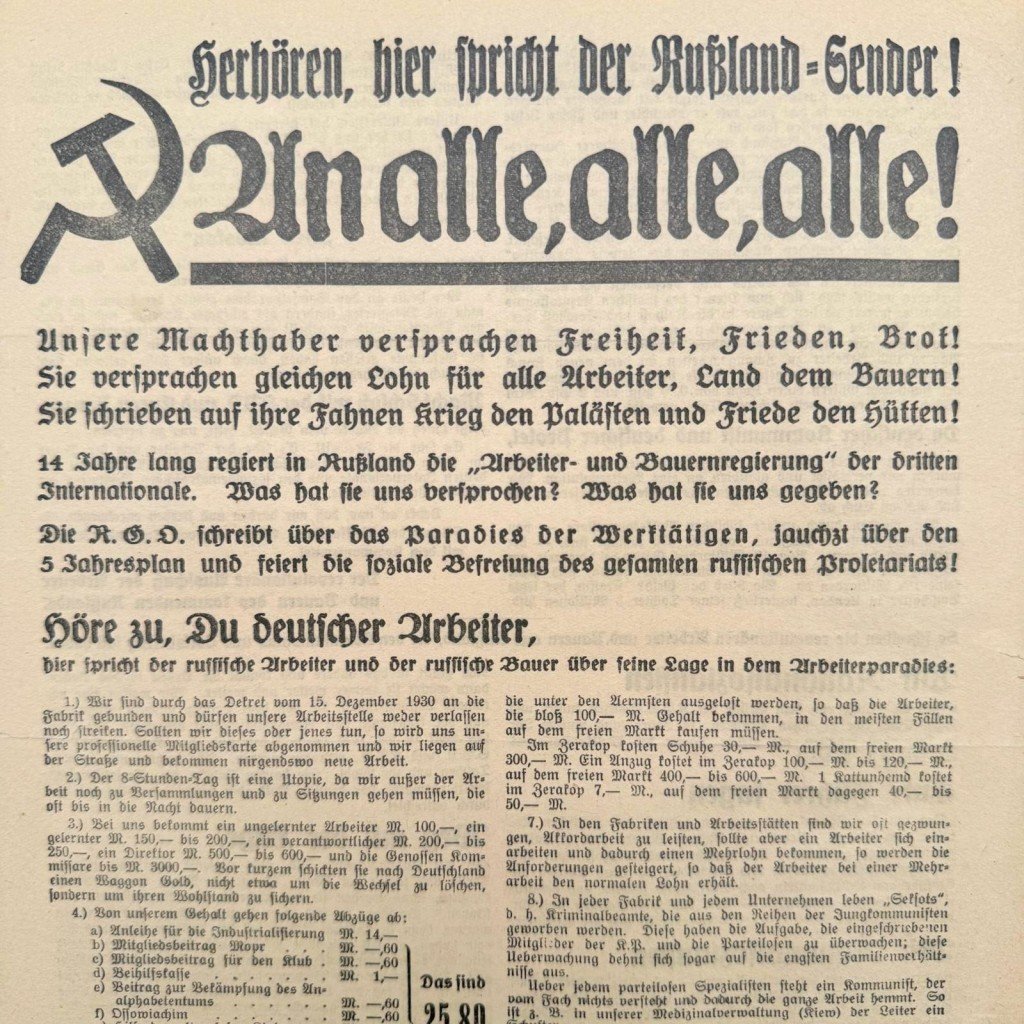 Herhören, hier spricht der Rußland-Sender!
An alle, alle, alle!
Unsere Machthaber versprachen Freiheit, Frieden, Brot!
Sie versprachen gleichen Lohn für alle Arbeiter, Land dem Bauern!
Sie schrieben auf ihre Fahnen Krieg den Palästen und Friede den Hütten!
14 Jahre lang regiert in Rußland die „Arbeiter- und Bauernregierung“ der dritten
Internationale. Was hat sie uns versprochen? Was hat sie uns gegeben?
Die R. G. O. schreibt über das Paradies der Werktätigen, jauchzt über den
5 Jahresplan und feiert die soziale Befreiung des gesamten russischen Proletariats!
Höre zu, Du deutscher Arbeiter,
hier spricht der russische Arbeiter und der russische Bauer über seine Lage in dem Arbeiterparadies:
1.) Wir sind durch das Dekret vom 15. Dezember 1930 an die
Fabrik gebunden und dürfen unsere Arbeitsstelle weder verlassen
noch streiken. Sollten wir dieses oder jenes tun, so wird uns un-
sere professionelle Mitgliedskarte abgenommen und wir liegen auf
der Straße und bekommen nirgendswo neue Arbeit.
2.) Der 8-Stunden-Tag ist eine Utopie, da wir außer der Ar-
beit noch zu Versammlungen und zu Sitzungen gehen müssen, die
oft bis in die Nacht dauern.
3.) Bei uns bekommt ein ungelernter Arbeiter M. 100,—, ein
gelernter M. 150,— bis 200,—, ein verantwortlicher M. 200,— bis
250,—, ein Direktor M. 500,— bis 600,— und die Genossen Kom-
missare bis M. 3000,—. Vor kurzem schickten sie nach Deutschland
einen Waggon Gold, nicht etwa um die Wechsel zu löschen,
sondern um ihren Wohlstand zu sichern.
4.) Von unserem Gehalt gehen folgende Abzüge ab:
a) Anleihe für die Industrialisierung M. 14,—
b) Mitgliedsbeitrag Mopr . . . . M. —,60
c) Mitgliedsbeitrag für den Klub . M. —,60
d) Beihilfskasse . . . . . . . M. 1,—
e) Beitrag zur Bekämpfung des An-
alphabetentums . . . . . . M. —,60
f) Ossowiachim . . . . . . . M. —,60
Das sind
25,80
die unter den Aermsten ausgelost werden, so daß die Arbeiter,
die bloß 100,— M. Gehalt bekommen, in den meisten Fällen
auf dem freien Markt kaufen müssen.
Im Zerakop kosten Schuhe 30,— M., auf dem freien Markt
300,— M. Ein Anzug kostet im Zerakop 100,— M. bis 120,— M.,
auf dem freien Markt 400,— bis 600,— M. 1 Kattunhemd kostet
im Zerakop 7,— M., auf dem freien Markt dagegen 40,— bis
50,— M.
7.) In den Fabriken und Arbeitsstätten sind wir oft gezwun-
gen, Akkordarbeit zu leisten, sollte aber ein Arbeiter sich ein-
arbeiten und dadurch einen Mehrlohn bekommen, so werden die
Anforderungen gesteigert, so daß der Arbeiter bei einer Mehr-
arbeit den normalen Lohn erhält.
8.) In jeder Fabrik und jedem Unternehmen leben „Seksots“,
d. h. Kriminalbeamte, die aus den Reihen der Jungkommunisten
geworben werden. Diese haben die Aufgabe, die eingeschriebenen
Mitglieder der K.P. und die Parteilosen zu überwachen; diese
Ueberwachung dehnt sich sogar auf die engsten Familienverhält-
nisse aus.
Ueber jedem parteilosen Spezialisten steht ein Kommunist, der
vom Fach nichts versteht und dadurch die ganze Arbeit hemmt. So
ist z. B. in unserer Medizinalverwaltung (Kiew) der Leiter ein